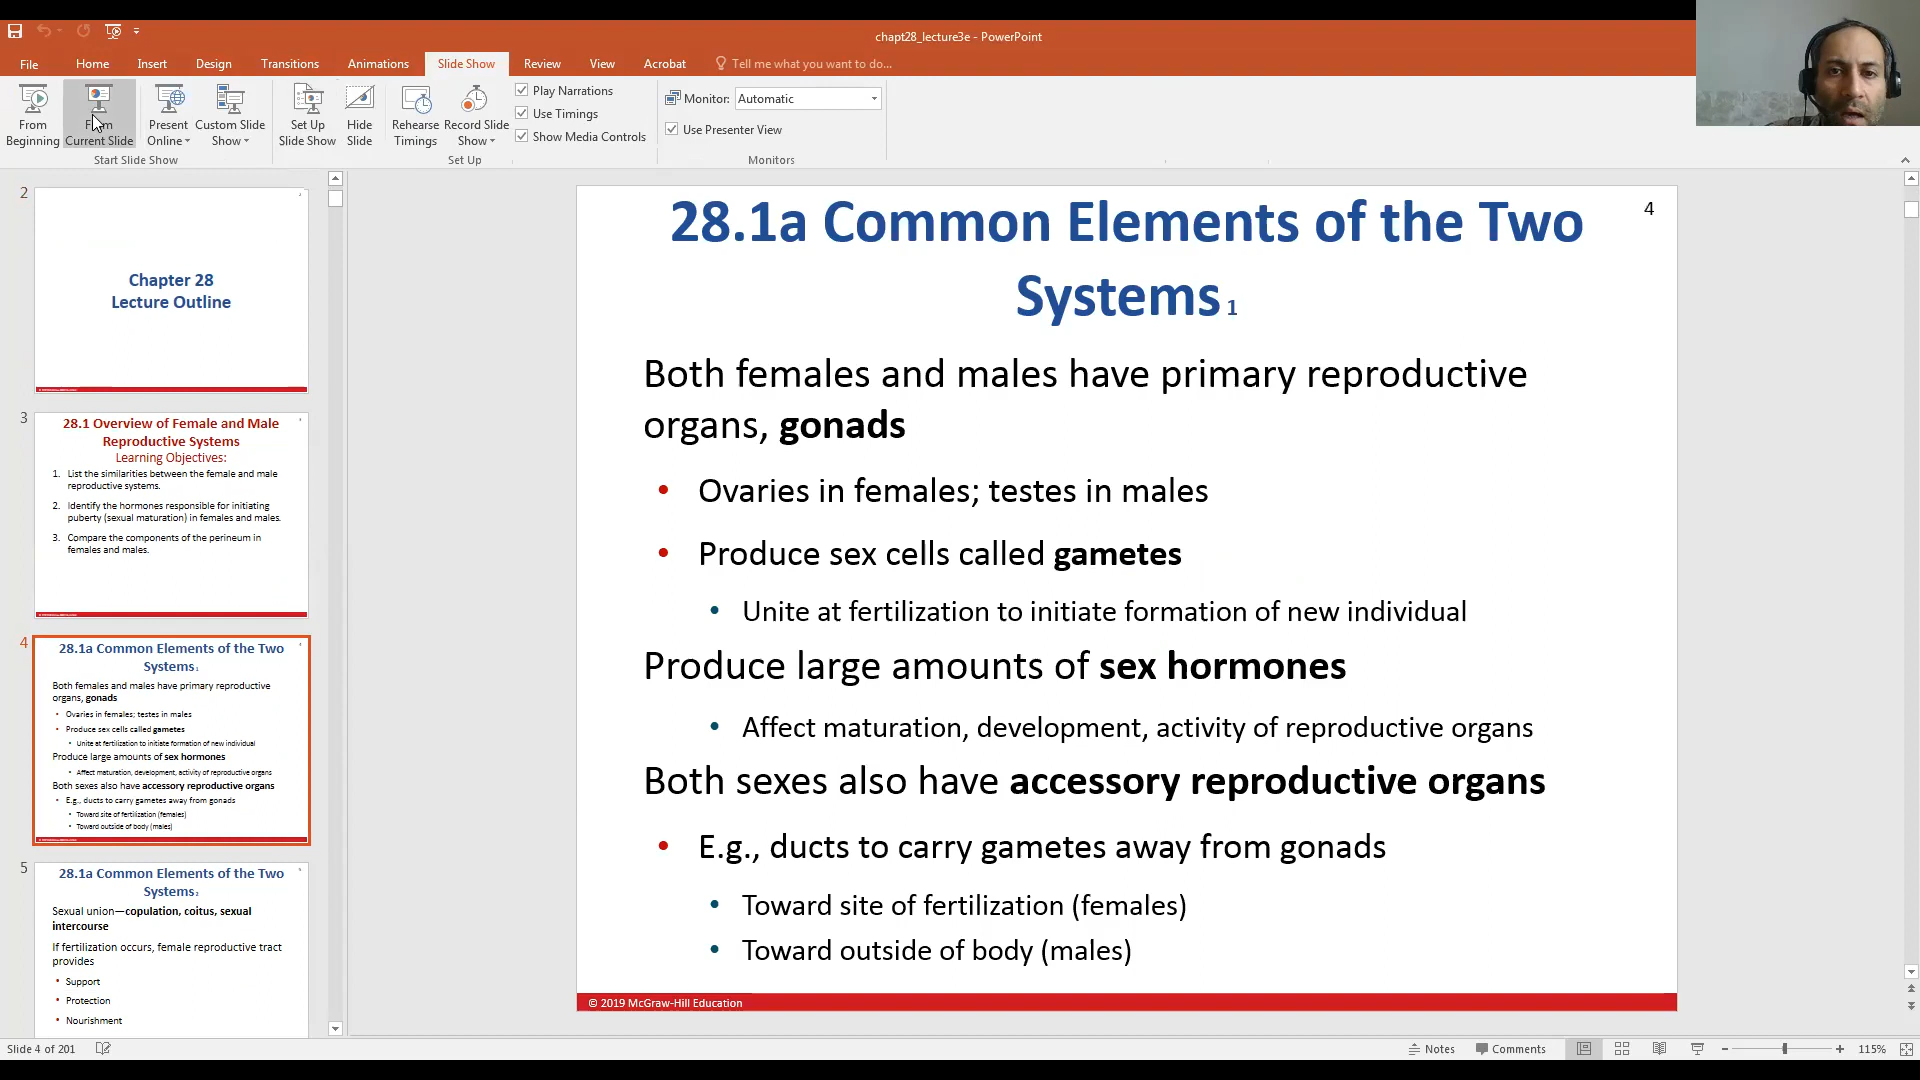 chapt28_lecture3e - PowerPoint
File Home Insert Design Transitions Animations Slide Show Review View Acrobat Tell me what you want to do...
From Beginning
From Current Slide
Present Online
Custom Slide Show
Set Up Slide Show
Hide Slide
Rehearse Timings
Record Slide Show
Play Narrations
Use Timings
Show Media Controls
Monitor: Automatic
Use Presenter View
Start Slide Show
Set Up
Monitors
2
Chapter 28
Lecture Outline
3
28.1 Overview of Female and Male
Reproductive Systems
Learning Objectives:
1. List the similarities between the female and male
reproductive systems.
2. Identify the hormones responsible for initiating
puberty (sexual maturation) in females and males.
3. Compare the components of the perineum in
females and males.
4
28.1a Common Elements of the Two
Systems 1
Both females and males have primary reproductive
organs, gonads
• Ovaries in females; testes in males
• Produce sex cells called gametes
• Unite at fertilization to initiate formation of new individual
Produce large amounts of sex hormones
• Affect maturation, development, activity of reproductive organs
Both sexes also have accessory reproductive organs
• E.g., ducts to carry gametes away from gonads
• Toward site of fertilization (females)
• Toward outside of body (males)
5
28.1a Common Elements of the Two
Systems 2
Sexual union—copulation, coitus, sexual
intercourse
If fertilization occurs, female reproductive tract
provides
• Support
• Protection
• Nourishment
28.1a Common Elements of the Two
Systems 1
4
Both females and males have primary reproductive
organs, gonads
• Ovaries in females; testes in males
• Produce sex cells called gametes
• Unite at fertilization to initiate formation of new individual
Produce large amounts of sex hormones
• Affect maturation, development, activity of reproductive organs
Both sexes also have accessory reproductive organs
• E.g., ducts to carry gametes away from gonads
• Toward site of fertilization (females)
• Toward outside of body (males)
© 2019 McGraw-Hill Education
Slide 4 of 201
Notes Comments 115%